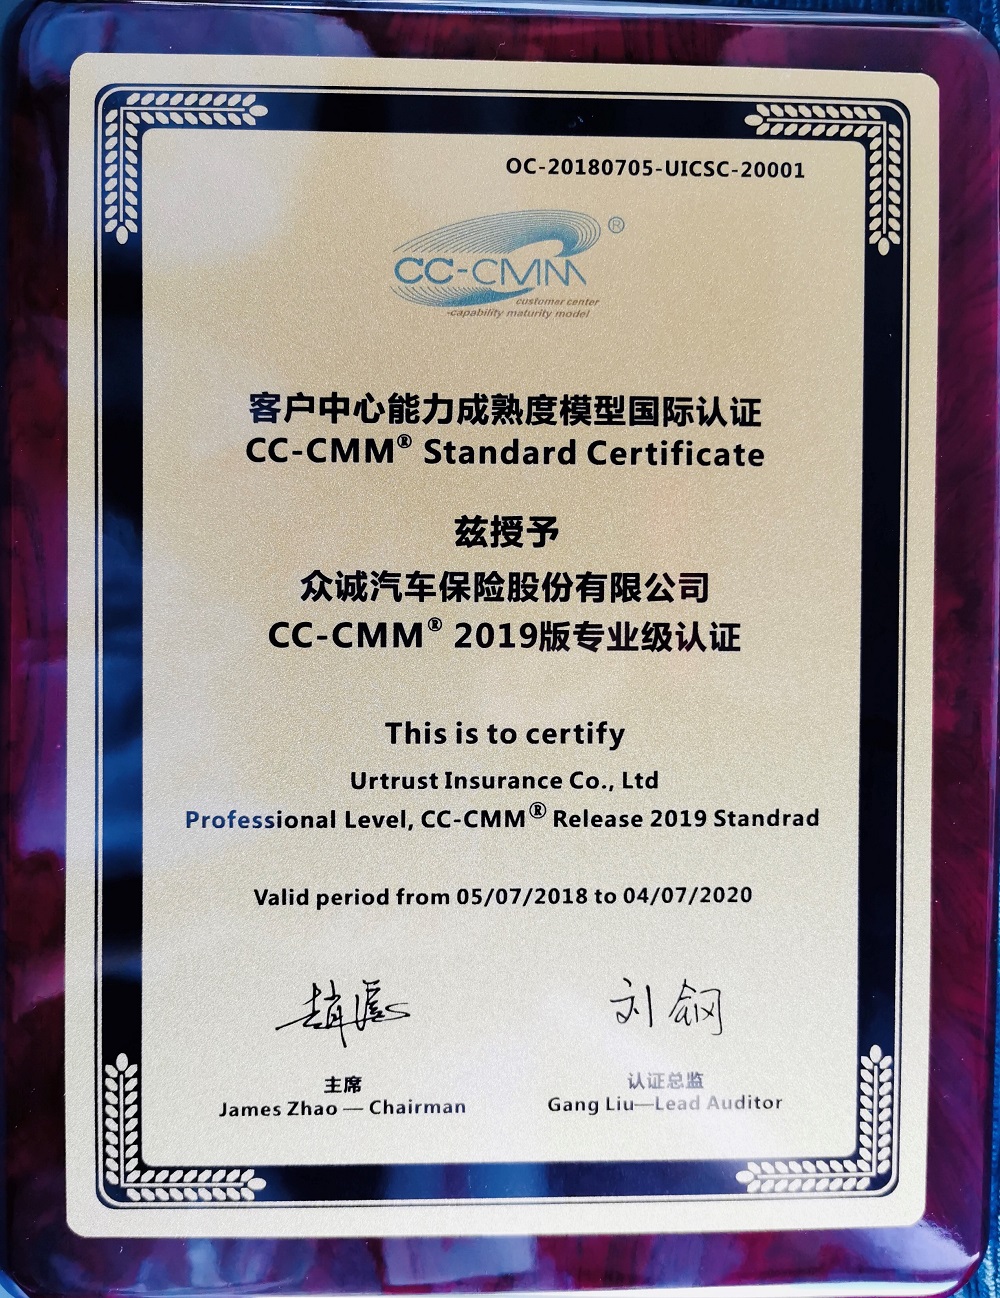 OC-20180705-UICSC-20001
CC-CMM®
customer center
-capability maturity model
客户中心能力成熟度模型国际认证
CC-CMM® Standard Certificate
兹授予
众诚汽车保险股份有限公司
CC-CMM® 2019版专业级认证
This is to certify
Urtrust Insurance Co., Ltd
Professional Level, CC-CMM® Release 2019 Standrad
Valid period from 05/07/2018 to 04/07/2020
刘钢
主席
James Zhao — Chairman
认证总监
Gang Liu—Lead Auditor